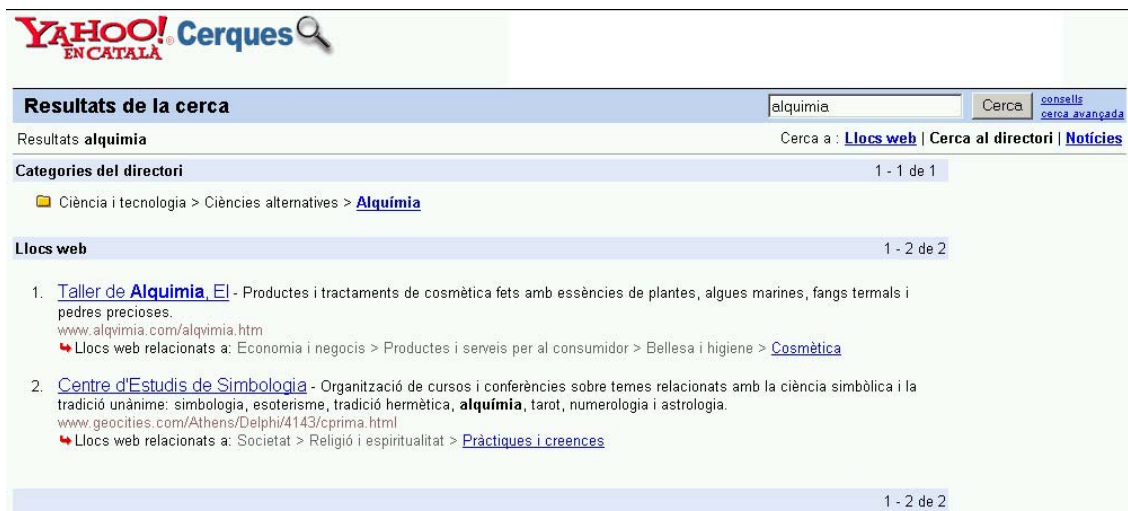 YAHOO! Cerques
EN CATALÀ
Resultats de la cerca
alquimia
Cerca
consells
cerca avançada
Resultats alquimia
Cerca a : Llocs web | Cerca al directori | Notícies
Categories del directori
1 - 1 de 1
Ciència i tecnologia > Ciències alternatives > Alquímia
Llocs web
1 - 2 de 2
1. Taller de Alquimia, El - Productes i tractaments de cosmètica fets amb essències de plantes, algues marines, fangs termals i
pedres precioses.
www.alqvimia.com/alqvimia.htm
Llocs web relacionats a: Economia i negocis > Productes i serveis per al consumidor > Bellesa i higiene > Cosmètica
2. Centre d'Estudis de Simbologia - Organització de cursos i conferències sobre temes relacionats amb la ciència simbòlica i la
tradició unànime: simbologia, esoterisme, tradició hermètica, alquímia, tarot, numerologia i astrologia.
www.geocities.com/Athens/Delphi/4143/cprima.html
Llocs web relacionats a: Societat > Religió i espiritualitat > Pràctiques i creences
1 - 2 de 2